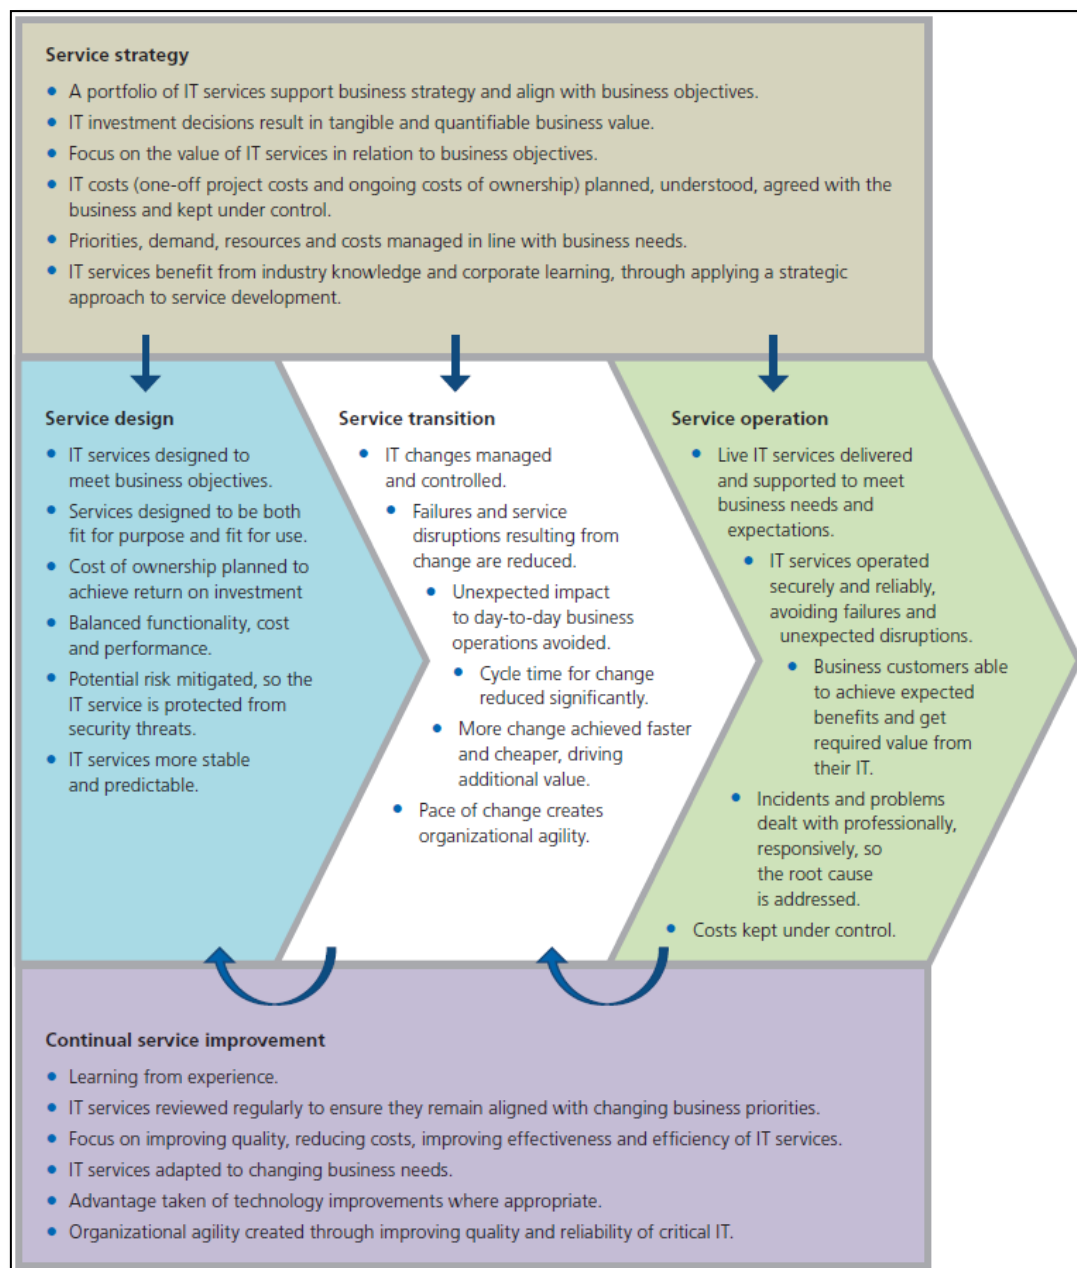 Service strategy
• A portfolio of IT services support business strategy and align with business objectives.
• IT investment decisions result in tangible and quantifiable business value.
• Focus on the value of IT services in relation to business objectives.
• IT costs (one-off project costs and ongoing costs of ownership) planned, understood, agreed with the
business and kept under control.
• Priorities, demand, resources and costs managed in line with business needs.
• IT services benefit from industry knowledge and corporate learning, through applying a strategic
approach to service development.
Service design
• IT services designed to
meet business objectives.
• Services designed to be both
fit for purpose and fit for use.
• Cost of ownership planned to
achieve return on investment
• Balanced functionality, cost
and performance.
• Potential risk mitigated, so the
IT service is protected from
security threats.
• IT services more stable
and predictable.
Service transition
• IT changes managed
and controlled.
• Failures and service
disruptions resulting from
change are reduced.
• Unexpected impact
to day-to-day business
operations avoided.
• Cycle time for change
reduced significantly.
• More change achieved faster
and cheaper, driving
additional value.
• Pace of change creates
organizational agility.
Service operation
• Live IT services delivered
and supported to meet
business needs and
expectations.
• IT services operated
securely and reliably,
avoiding failures and
unexpected disruptions.
• Business customers able
to achieve expected
benefits and get
required value from
their IT.
• Incidents and problems
dealt with professionally,
responsively, so
the root cause
is addressed.
• Costs kept under control.
Continual service improvement
• Learning from experience.
• IT services reviewed regularly to ensure they remain aligned with changing business priorities.
• Focus on improving quality, reducing costs, improving effectiveness and efficiency of IT services.
• IT services adapted to changing business needs.
• Advantage taken of technology improvements where appropriate.
• Organizational agility created through improving quality and reliability of critical IT.